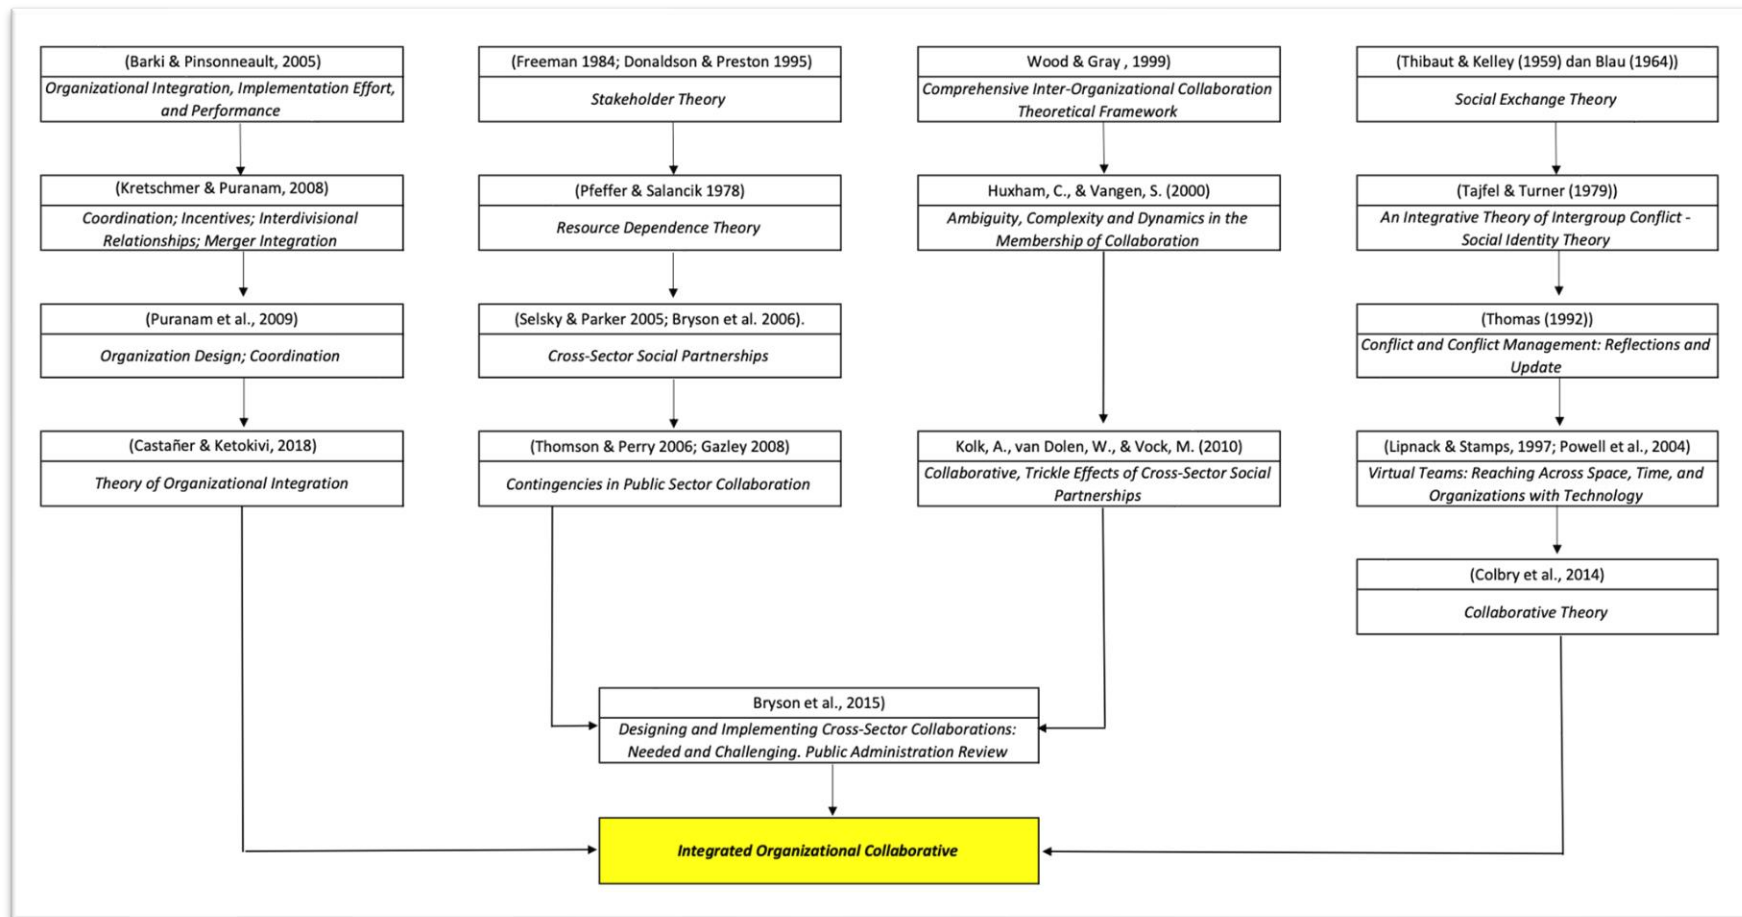 (Barki & Pinsonneault, 2005)
Organizational Integration, Implementation Effort,
and Performance
(Kretschmer & Puranam, 2008)
Coordination; Incentives; Interdivisional
Relationships; Merger Integration
(Puranam et al., 2009)
Organization Design; Coordination
(Castañer & Ketokivi, 2018)
Theory of Organizational Integration
(Freeman 1984; Donaldson & Preston 1995)
Stakeholder Theory
(Pfeffer & Salancik 1978)
Resource Dependence Theory
(Selsky & Parker 2005; Bryson et al. 2006).
Cross-Sector Social Partnerships
(Thomson & Perry 2006; Gazley 2008)
Contingencies in Public Sector Collaboration
Wood & Gray , 1999)
Comprehensive Inter-Organizational Collaboration
Theoretical Framework
Huxham, C., & Vangen, S. (2000)
Ambiguity, Complexity and Dynamics in the
Membership of Collaboration
Kolk, A., van Dolen, W., & Vock, M. (2010)
Collaborative, Trickle Effects of Cross-Sector Social
Partnerships
(Thibaut & Kelley (1959) dan Blau (1964))
Social Exchange Theory
(Tajfel & Turner (1979))
An Integrative Theory of Intergroup Conflict -
Social Identity Theory
(Thomas (1992))
Conflict and Conflict Management: Reflections and
Update
(Lipnack & Stamps, 1997; Powell et al., 2004)
Virtual Teams: Reaching Across Space, Time, and
Organizations with Technology
(Colbry et al., 2014)
Collaborative Theory
Bryson et al., 2015)
Designing and Implementing Cross-Sector Collaborations:
Needed and Challenging. Public Administration Review
Integrated Organizational Collaborative